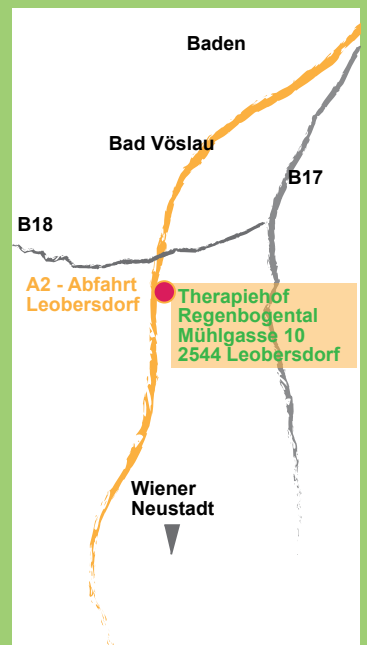 Baden
Bad Vöslau
B17
B18
A2 - Abfahrt
Leobersdorf
Therapiehof
Regenbogental
Mühlgasse 10
2544 Leobersdorf
Wiener
Neustadt